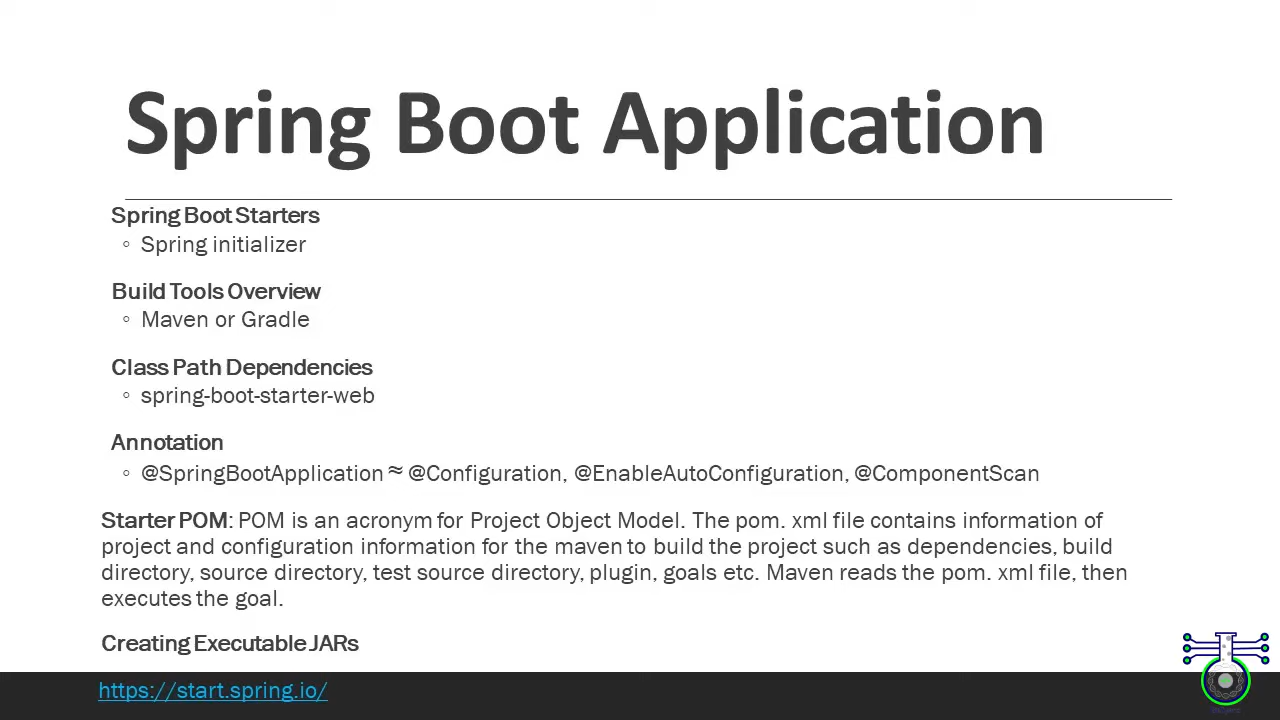 Spring Boot Application
Spring Boot Starters
◦ Spring initializer
Build Tools Overview
◦ Maven or Gradle
Class Path Dependencies
◦ spring-boot-starter-web
Annotation
◦ @SpringBootApplication ≈ @Configuration, @EnableAutoConfiguration, @ComponentScan
Starter POM: POM is an acronym for Project Object Model. The pom. xml file contains information of
project and configuration information for the maven to build the project such as dependencies, build
directory, source directory, test source directory, plugin, goals etc. Maven reads the pom. xml file, then
executes the goal.
Creating Executable JARs
https://start.spring.io/